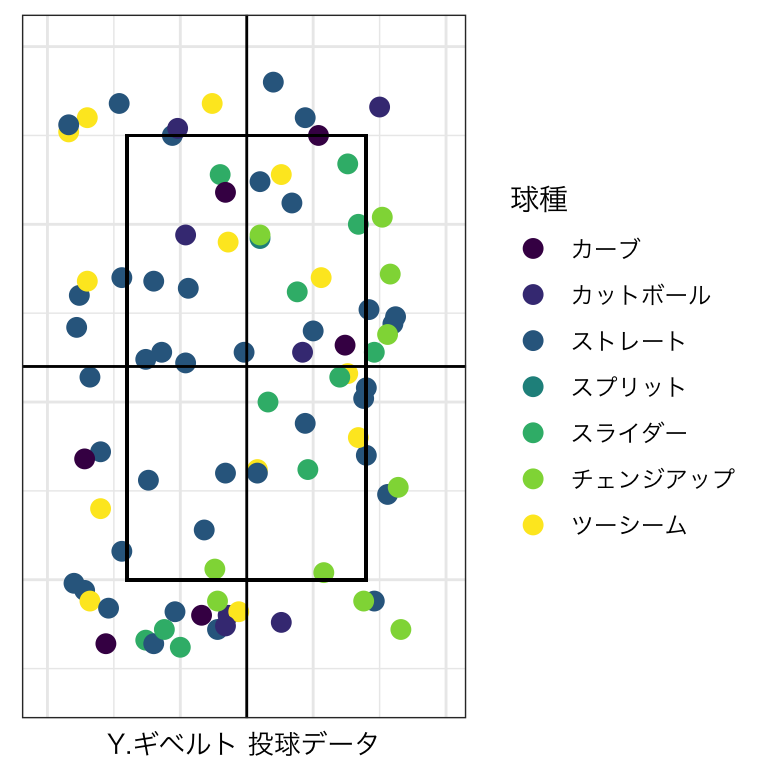 球種
カーブ
カットボール
ストレート
スプリット
スライダー
チェンジアップ
ツーシーム
Y.ギベルト 投球データ